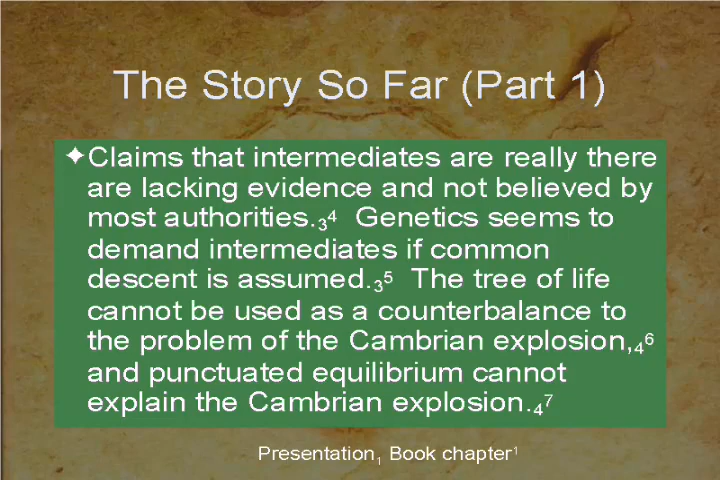 The Story So Far (Part 1)
✦Claims that intermediates are really there
are lacking evidence and not believed by
most authorities.₃⁴ Genetics seems to
demand intermediates if common
descent is assumed.₃⁵ The tree of life
cannot be used as a counterbalance to
the problem of the Cambrian explosion,₄⁶
and punctuated equilibrium cannot
explain the Cambrian explosion.₄⁷
Presentation₁ Book chapter¹